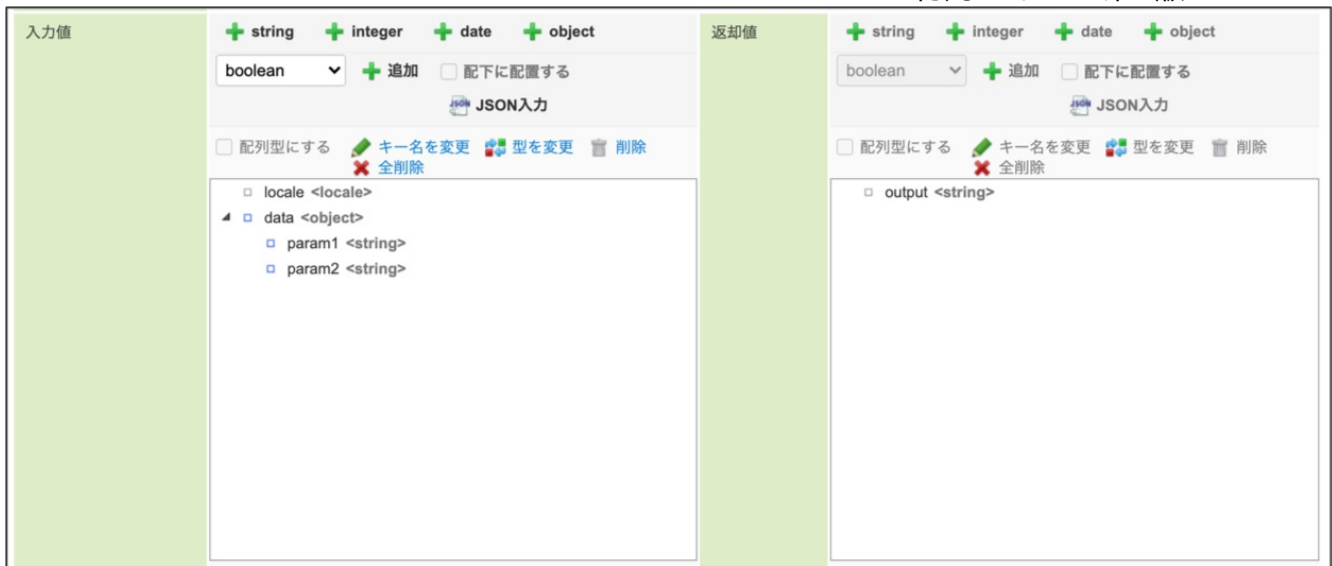 入力値
string integer date object
boolean 追加 配下に配置する
JSON入力
配列型にする キー名を変更 型を変更 削除
全削除
locale <locale>
data <object>
param1 <string>
param2 <string>
返却値
string integer date object
boolean 追加 配下に配置する
JSON入力
配列型にする キー名を変更 型を変更 削除
全削除
output <string>